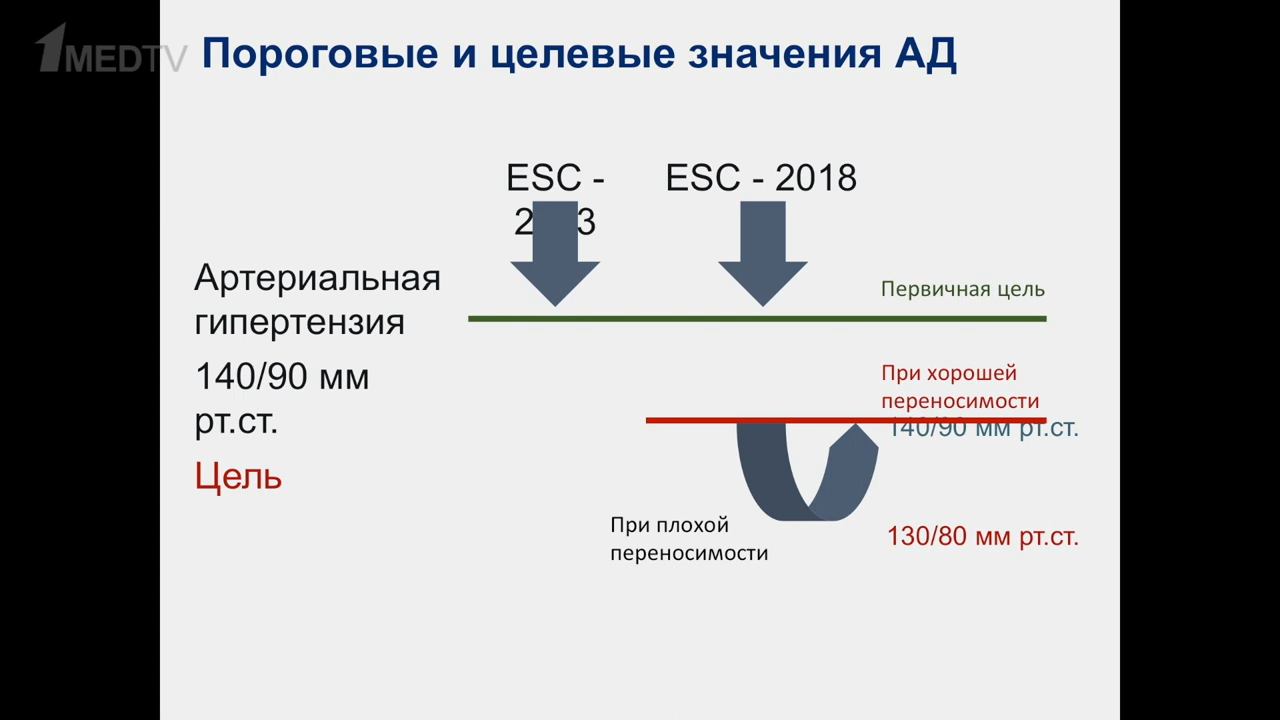 1MEDTV
Пороговые и целевые значения АД
ESC -
ESC - 2018
Артериальная
гипертензия
140/90 мм
рт.ст.
Цель
Первичная цель
При хорошей
переносимости
140/90 мм рт.ст.
При плохой
переносимости
130/80 мм рт.ст.